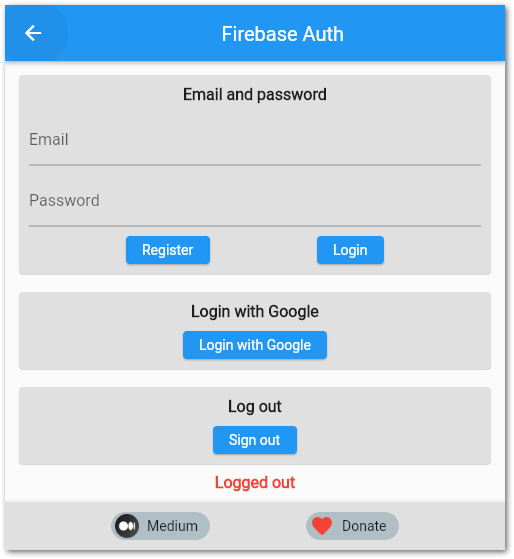 Firebase Auth
Email and password
Email
Password
Register Login
Login with Google
Login with Google
Log out
Sign out
Logged out
Medium Donate